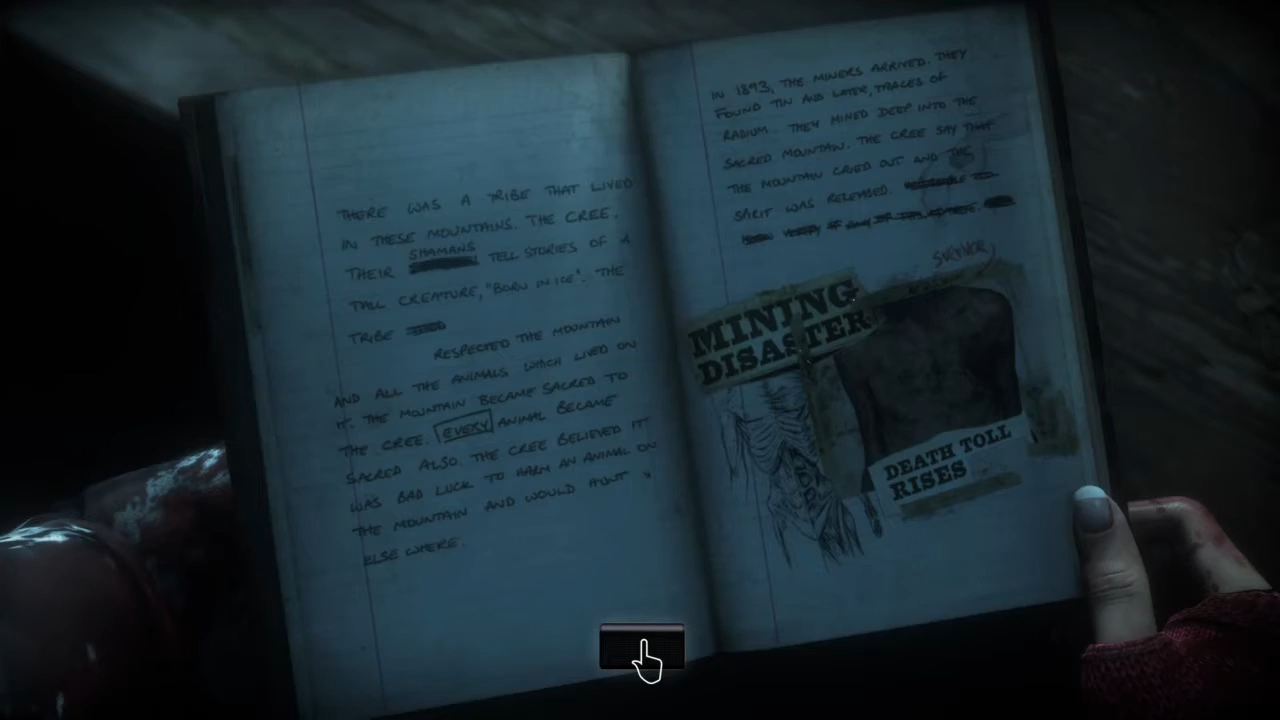 THERE WAS A TRIBE THAT LIVED
IN THESE MOUNTAINS. THE CREE.
SHAMANS
THEIR TELL STORIES OF A
TALL CREATURE, "BORN IN ICE". THE
TRIBE
RESPECTED THE MOUNTAIN
AND ALL THE ANIMALS WHICH LIVED ON
IT. THE MOUNTAIN BECAME SACRED TO
THE CREE. EVERY ANIMAL BECAME
SACRED ALSO. THE CREE BELIEVED IT
WAS BAD LUCK TO HARM AN ANIMAL ON
THE MOUNTAIN AND WOULD HUNT
ELSE WHERE.
IN 1893, THE MINERS ARRIVED. THEY
FOUND TIN AND LATER, TRACES OF
RADIUM. THEY MINED DEEP INTO THE
SACRED MOUNTAIN. THE CREE SAY THAT
THE MOUNTAIN CRIED OUT AND THE
SPIRIT WAS RELEASED.
SURVIVOR
MINING
DISASTER
DEATH TOLL
RISES